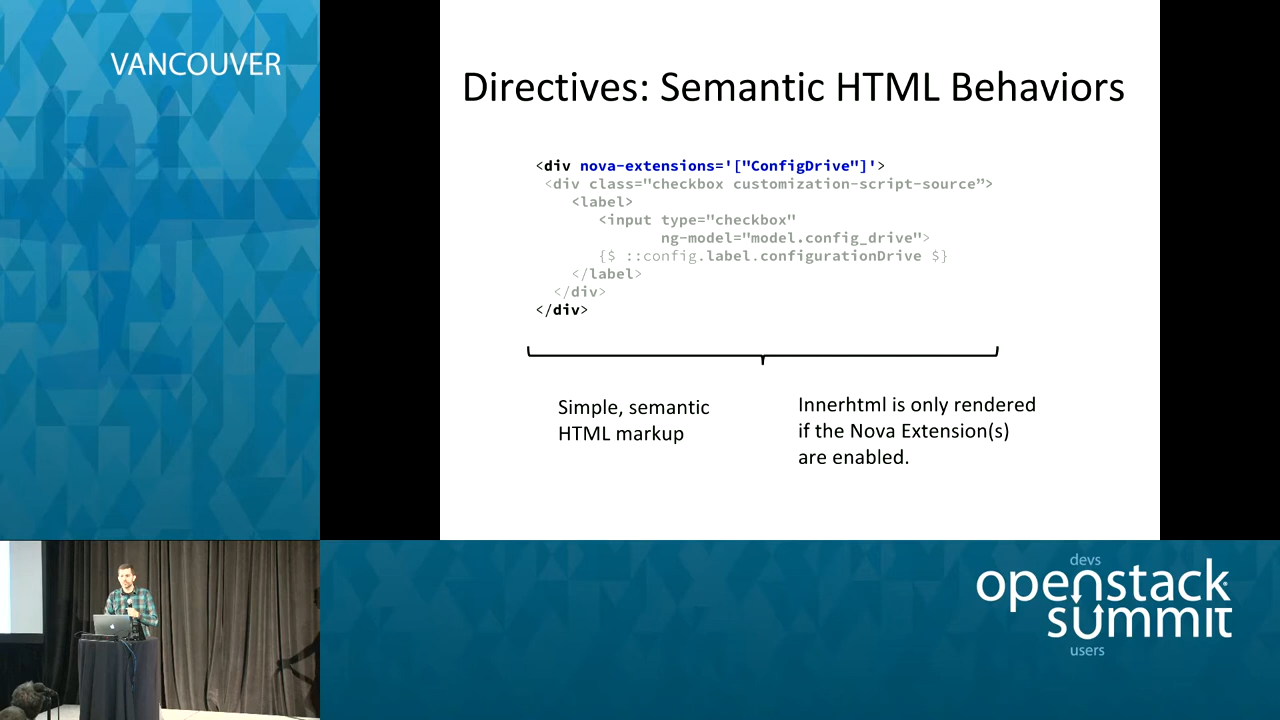 VANCOUVER
Directives: Semantic HTML Behaviors
<div nova-extensions='["ConfigDrive"]'>
<div class="checkbox customization-script-source”>
<label>
<input type="checkbox"
ng-model="model.config_drive">
{$ ::config.label.configurationDrive $}
</label>
</div>
</div>
Simple, semantic
HTML markup
Innerhtml is only rendered
if the Nova Extension(s)
are enabled.
devs
openstack
summit
users